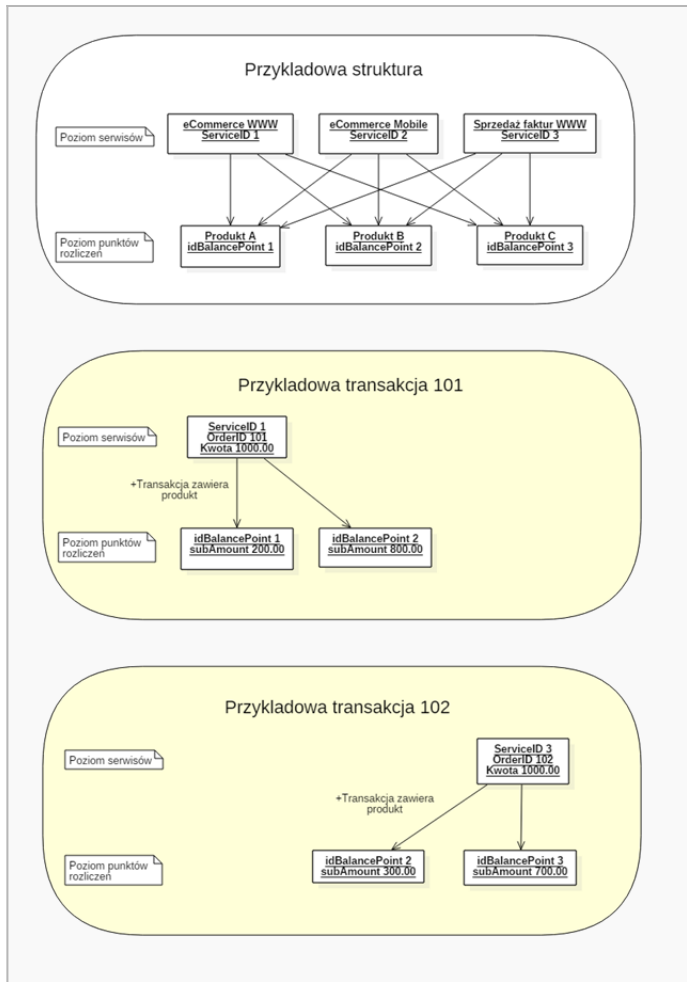 Przykladowa struktura
Poziom serwisów
eCommerce WWW
ServiceID 1
eCommerce Mobile
ServiceID 2
Sprzedaż faktur WWW
ServiceID 3
Poziom punktów
rozliczeń
Produkt A
idBalancePoint 1
Produkt B
idBalancePoint 2
Produkt C
idBalancePoint 3
Przykladowa transakcja 101
Poziom serwisów
ServiceID 1
OrderID 101
Kwota 1000.00
+Transakcja zawiera
produkt
Poziom punktów
rozliczeń
idBalancePoint 1
subAmount 200.00
idBalancePoint 2
subAmount 800.00
Przykladowa transakcja 102
Poziom serwisów
ServiceID 3
OrderID 102
Kwota 1000.00
+Transakcja zawiera
produkt
Poziom punktów
rozliczeń
idBalancePoint 2
subAmount 300.00
idBalancePoint 3
subAmount 700.00